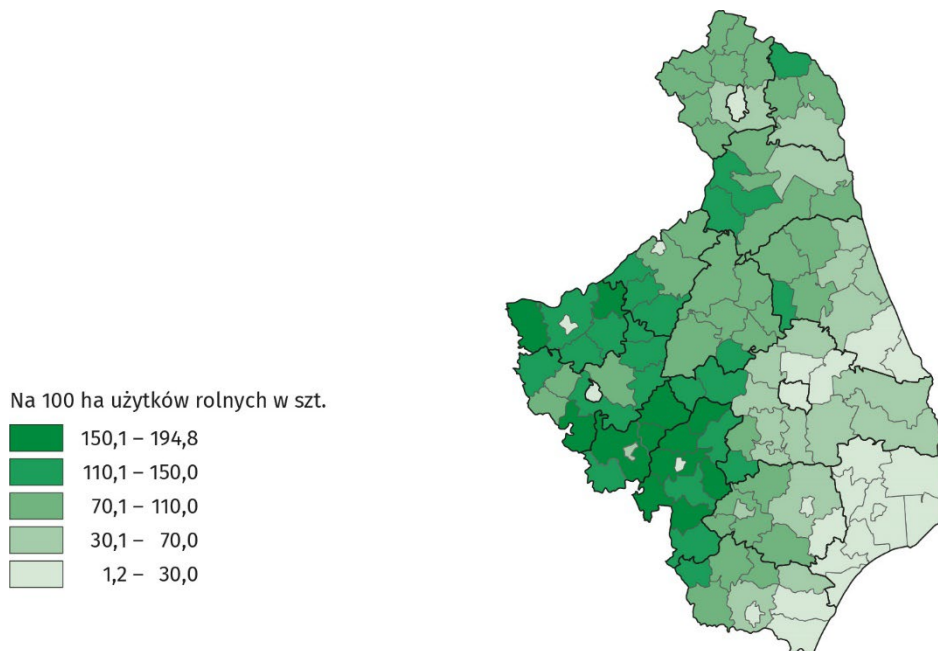 Na 100 ha użytków rolnych w szt.
150,1 – 194,8
110,1 – 150,0
70,1 – 110,0
30,1 – 70,0
1,2 – 30,0